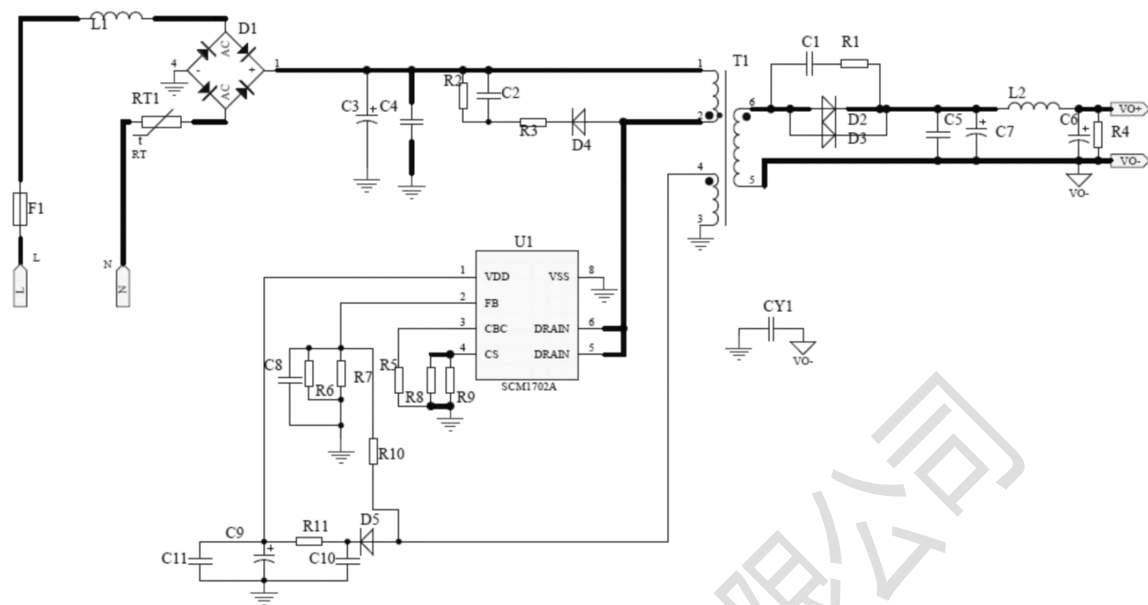 L1
D1
AC
AC
4
-
+
1
RT1
t
RT
F1
L
L
N
N
C3
+
C4
R2
C2
R3
D4
1
2
T1
4
3
6
5
C1
R1
D2
D3
C5
+
C7
L2
C6
+
R4
VO+
VO-
VO-
U1
1
VDD
VSS
8
2
FB
3
CBC
DRAIN
6
4
CS
DRAIN
5
SCM1702A
CY1
VO-
C8
R6
R7
R5
R8
R9
R10
D5
C9
R11
C11
+
C10
限公司